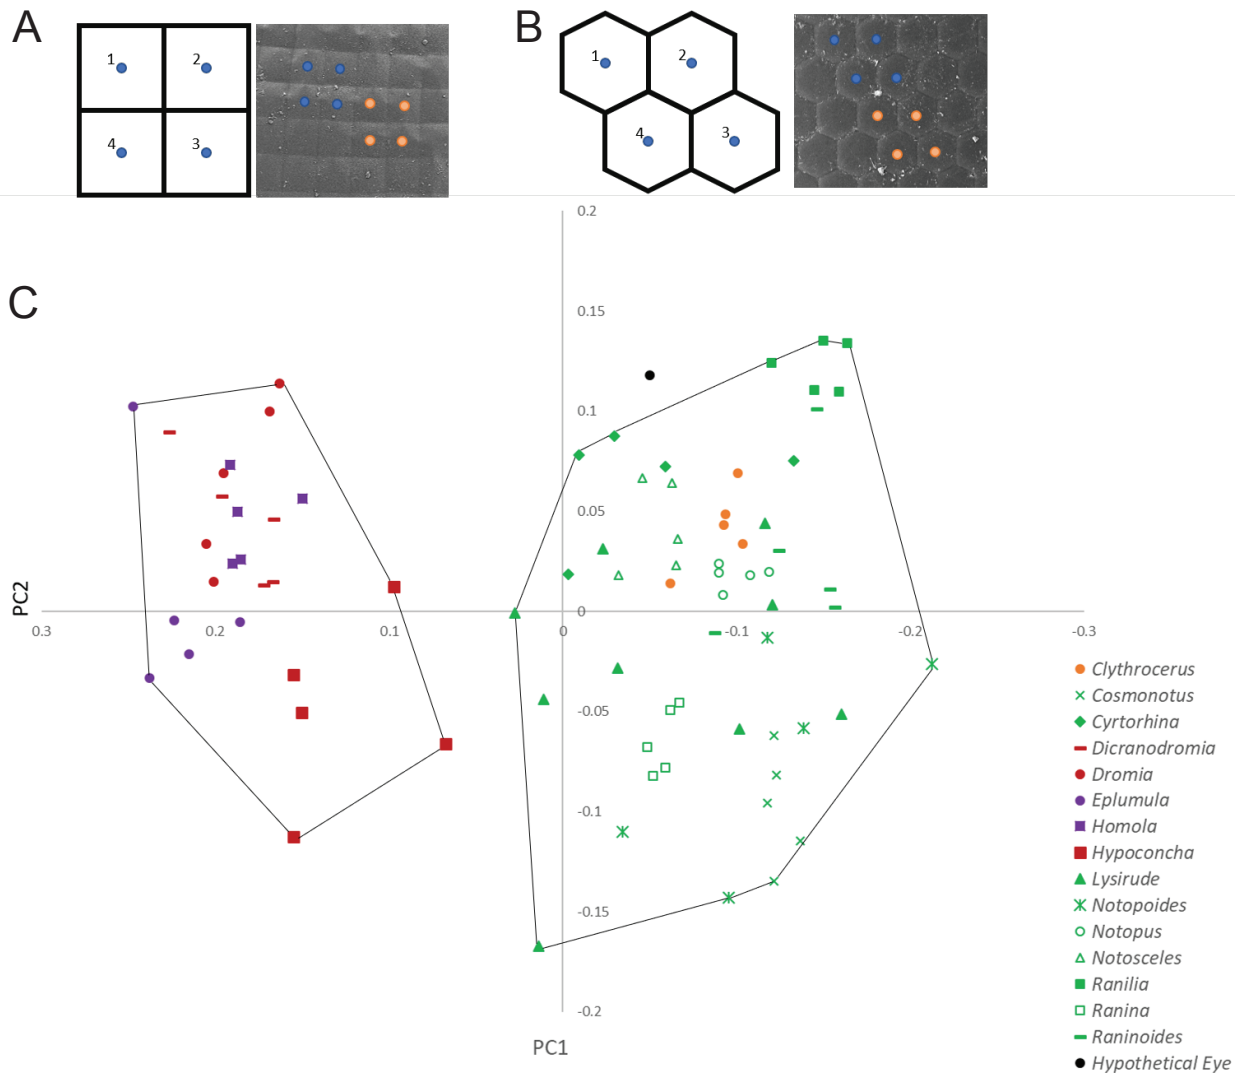 A
B
1
2
4
3
1
2
4
3
C
0.2
0.15
0.1
0.05
0
-0.05
-0.1
-0.15
-0.2
0.3
0.2
0.1
0
-0.1
-0.2
-0.3
PC2
PC1
Clythrocerus
Cosmonotus
Cyrtorhina
Dicranodromia
Dromia
Eplumula
Homola
Hypoconcha
Lysirude
Notopoides
Notopus
Notosceles
Ranilia
Ranina
Raninoides
Hypothetical Eye